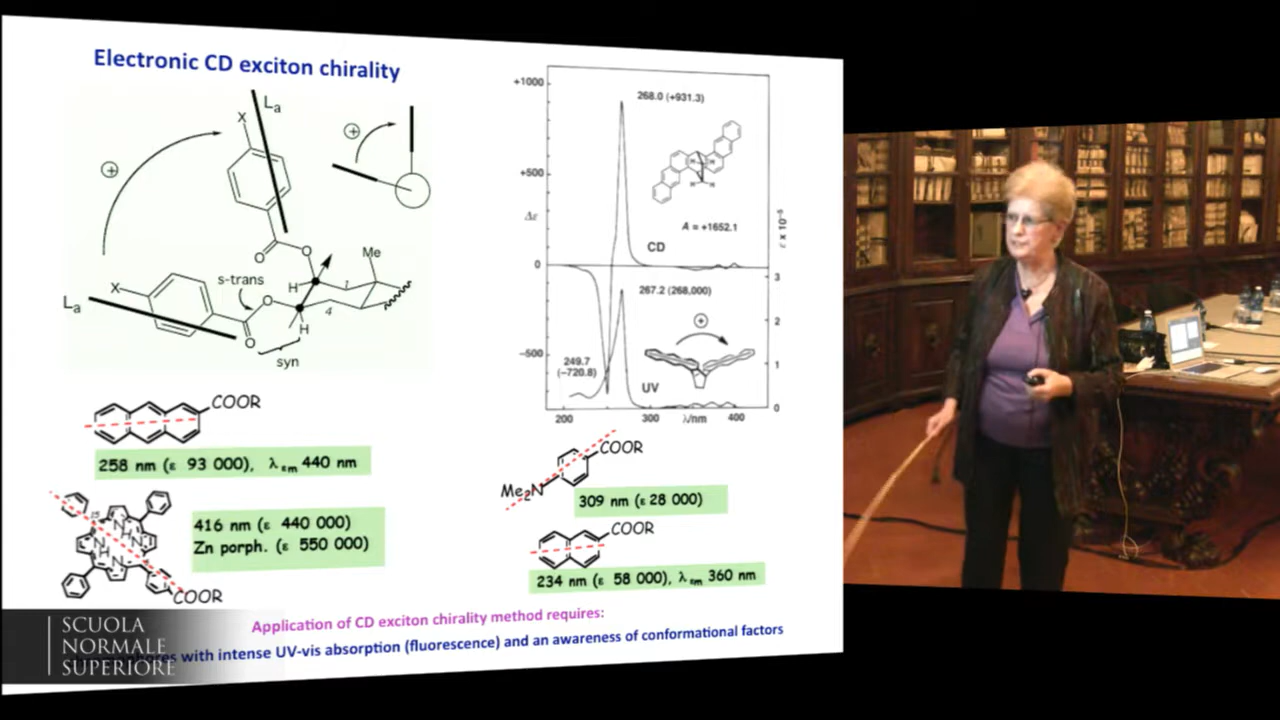 Electronic CD exciton chirality
La
X
⊕
⊕
O
O
Me
s-trans
H
1
X
La
O
O
H
4
syn
+1000
268.0 (+931.3)
+500
Δε
A = +1652.1
CD
ε x 10⁻⁵
0
3
267.2 (268,000)
⊕
2
-500
249.7
(-720.8)
1
UV
0
200
300
λ/nm
400
COOR
258 nm (ε 93 000), λ em 440 nm
COOR
Me2N
309 nm (ε 28 000)
15
416 nm (ε 440 000)
Zn porph. (ε 550 000)
COOR
COOR
234 nm (ε 58 000), λ em 360 nm
Application of CD exciton chirality method requires:
with intense UV-vis absorption (fluorescence) and an awareness of conformational factors
SCUOLA
NORMALE
SUPERIORE